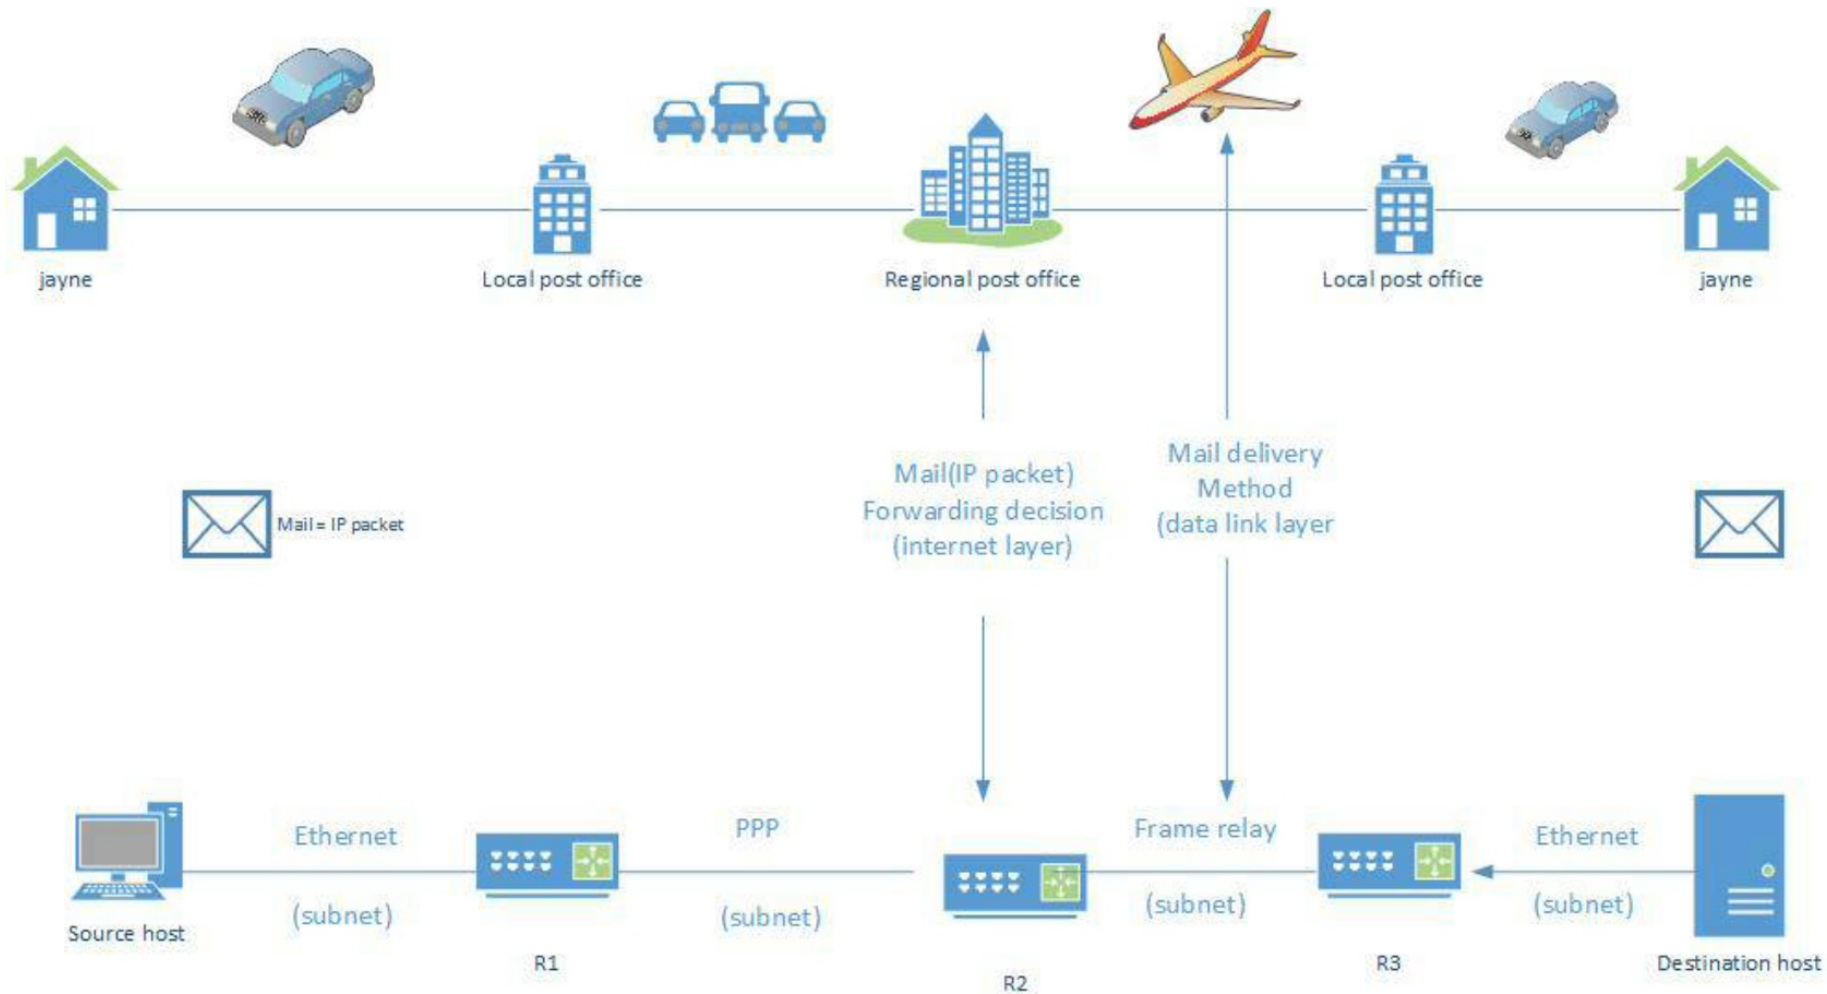 jayne
Local post office
Regional post office
Local post office
jayne
Mail = IP packet
Mail(IP packet)
Forwarding decision
(internet layer)
Mail delivery
Method
(data link layer
Ethernet
(subnet)
PPP
(subnet)
Frame relay
(subnet)
Ethernet
(subnet)
Source host
R1
R2
R3
Destination host